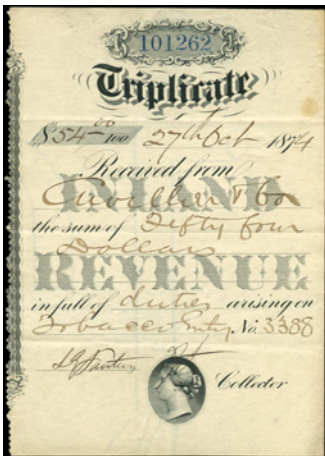 101262
Triplicate
$54 00/100 27th Oct 1874
Received from
Cuvillier & Co
the sum of Fifty four
Dollars
INLAND
REVENUE
in full of duties arising on
Tobacco Entry No. 3388
Collector